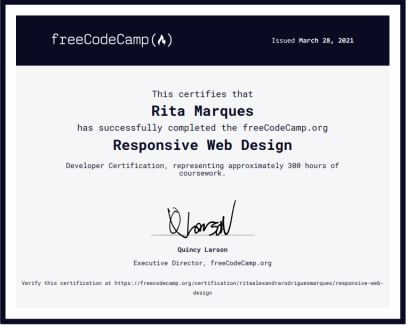 freeCodeCamp(🔥)
Issued March 28, 2021
This certifies that
Rita Marques
has successfully completed the freeCodeCamp.org
Responsive Web Design
Developer Certification, representing approximately 300 hours of
coursework.
Quincy Larson
Executive Director, freeCodeCamp.org
Verify this certification at https://freecodecamp.org/certification/ritaalexandrarodriguesmarques/responsive-web-
design